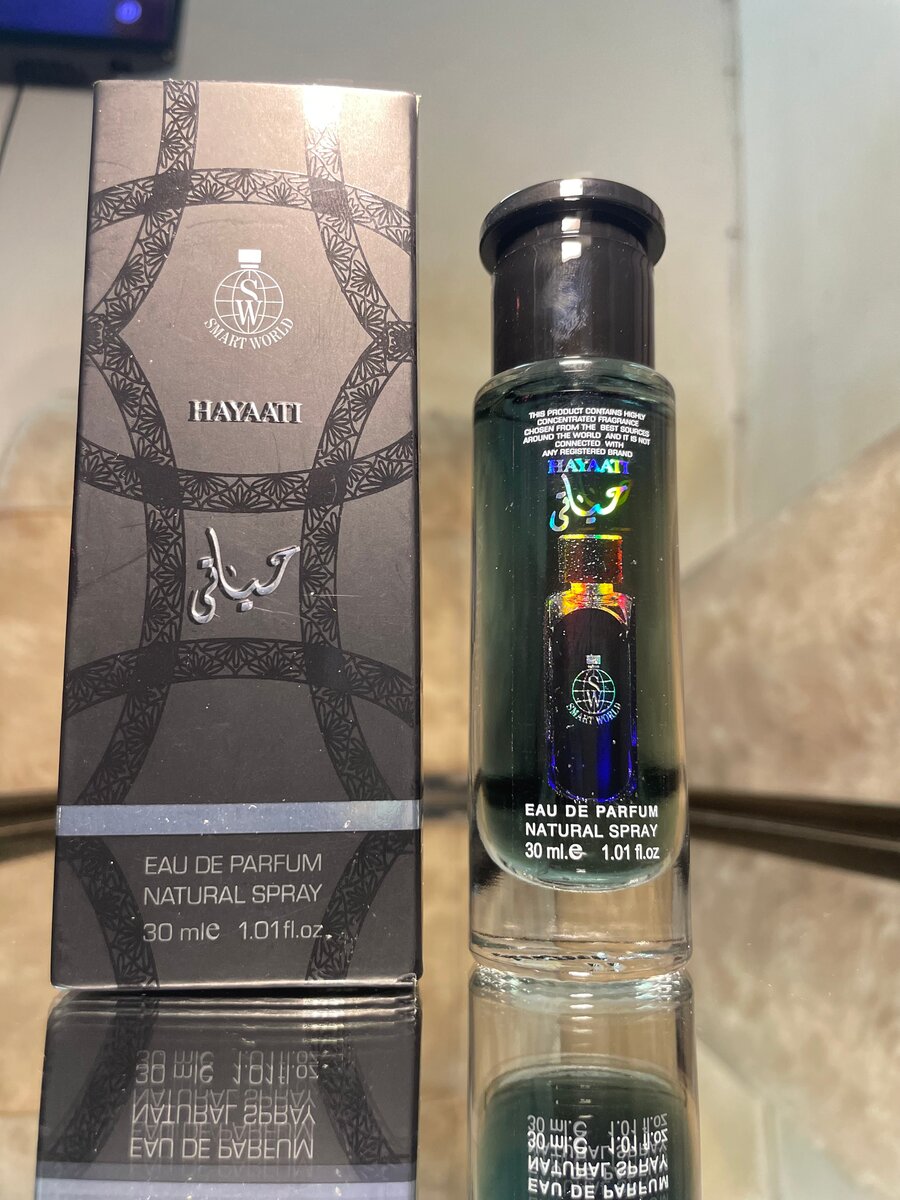 SW
SMART WORLD
HAYAATI
حياتي
EAU DE PARFUM
NATURAL SPRAY
30 mle 1.01fl.oz.
THIS PRODUCT CONTAINS HIGHLY
CONCENTRATED FRAGRANCE
CHOSEN FROM THE BEST SOURCES
AROUND THE WORLD AND IT IS NOT
CONNECTED WITH
ANY REGISTERED BRAND
HAYAATI
حياتي
SW
SMART WORLD
EAU DE PARFUM
NATURAL SPRAY
30 ml.e 1.01 fl.oz